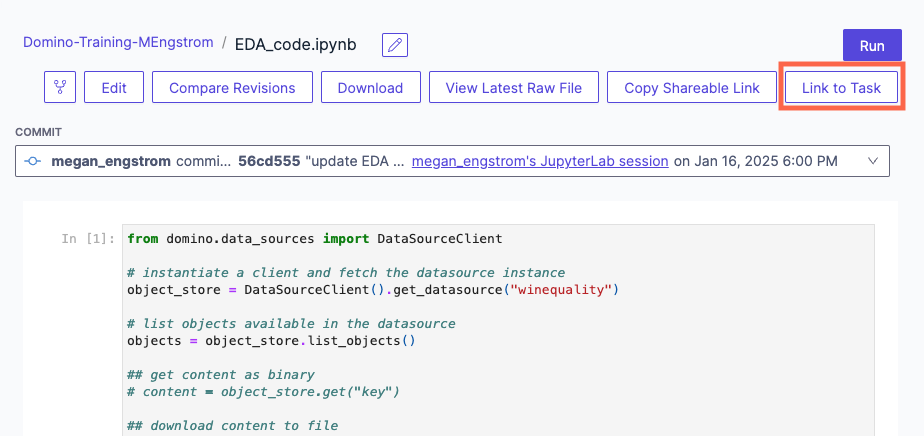 Domino-Training-MEngstrom / EDA_code.ipynb
Run
Edit Compare Revisions Download View Latest Raw File Copy Shareable Link Link to Task
COMMIT
megan_engstrom commi... 56cd555 "update EDA ... megan_engstrom's JupyterLab session on Jan 16, 2025 6:00 PM
In [1]: from domino.data_sources import DataSourceClient
# instantiate a client and fetch the datasource instance
object_store = DataSourceClient().get_datasource("winequality")
# list objects available in the datasource
objects = object_store.list_objects()
## get content as binary
# content = object_store.get("key")
## download content to file